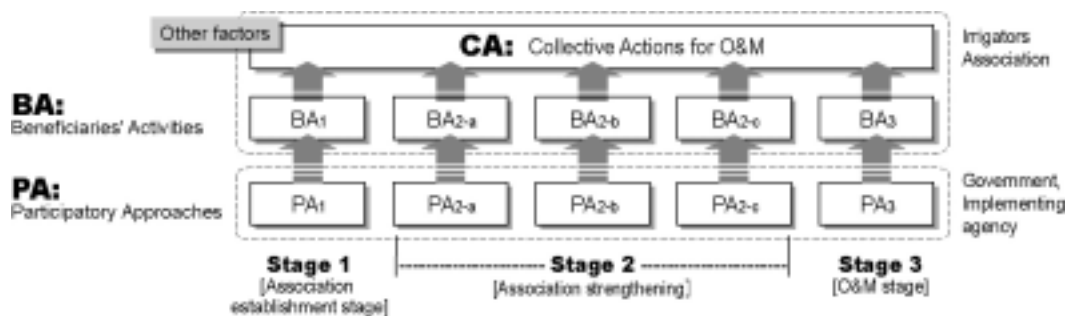 Other factors
CA: Collective Actions for O&M
Irrigators
Association
BA:
Beneficiaries' Activities
BA1
BA2-a
BA2-b
BA2-c
BA3
PA:
Participatory Approaches
PA1
PA2-a
PA2-b
PA2-c
PA3
Government,
Implementing
agency
Stage 1
[Association
establishment stage]
Stage 2
[Association strengthening]
Stage 3
[O&M stage]